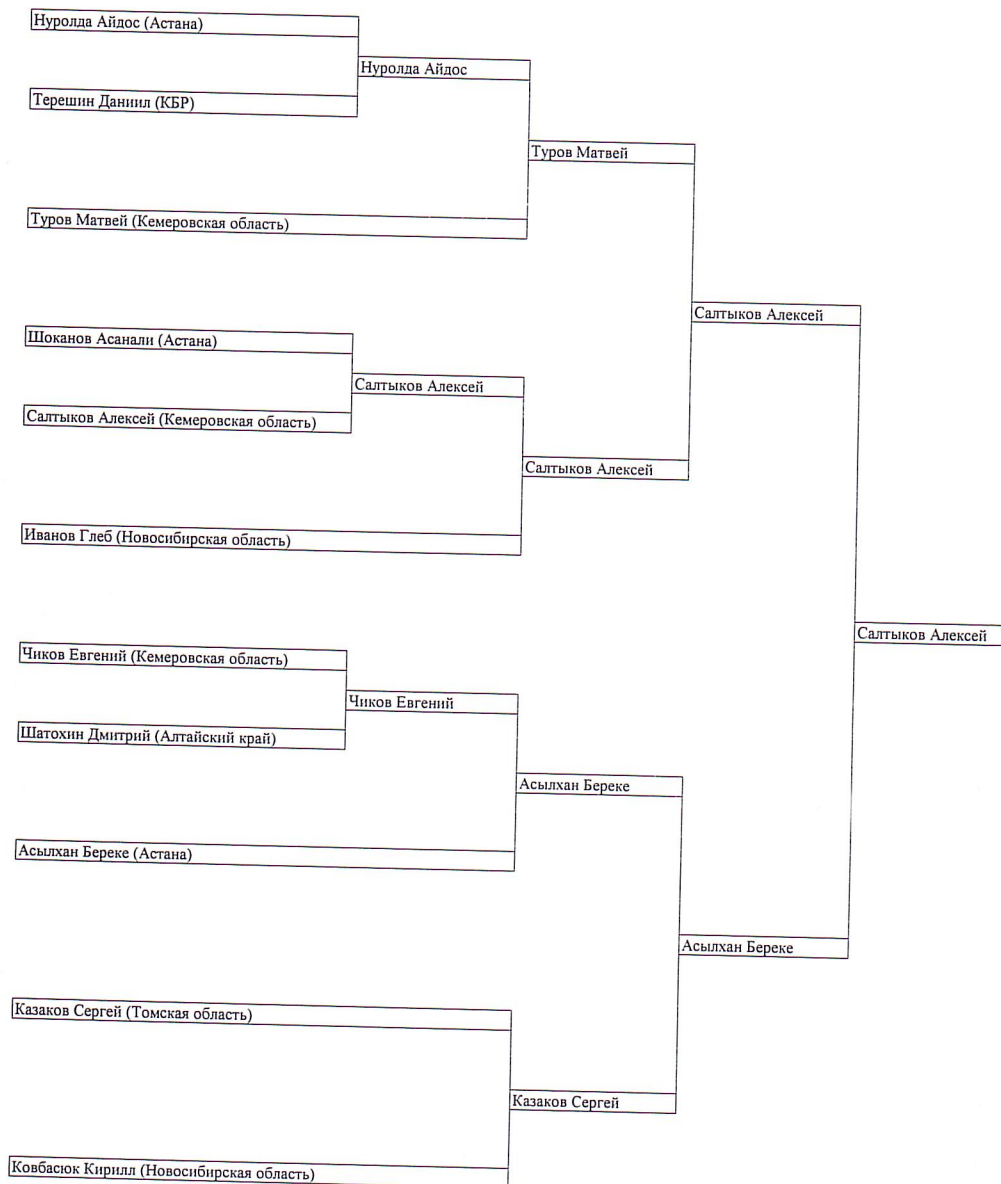 Нуролда Айдос (Астана)
Нуролда Айдос
Терешин Даниил (КБР)
Туров Матвей
Туров Матвей (Кемеровская область)
Салтыков Алексей
Шоканов Асанали (Астана)
Салтыков Алексей
Салтыков Алексей (Кемеровская область)
Салтыков Алексей
Иванов Глеб (Новосибирская область)
Салтыков Алексей
Чиков Евгений (Кемеровская область)
Чиков Евгений
Шатохин Дмитрий (Алтайский край)
Асылхан Береке
Асылхан Береке (Астана)
Асылхан Береке
Казаков Сергей (Томская область)
Казаков Сергей
Ковбасюк Кирилл (Новосибирская область)